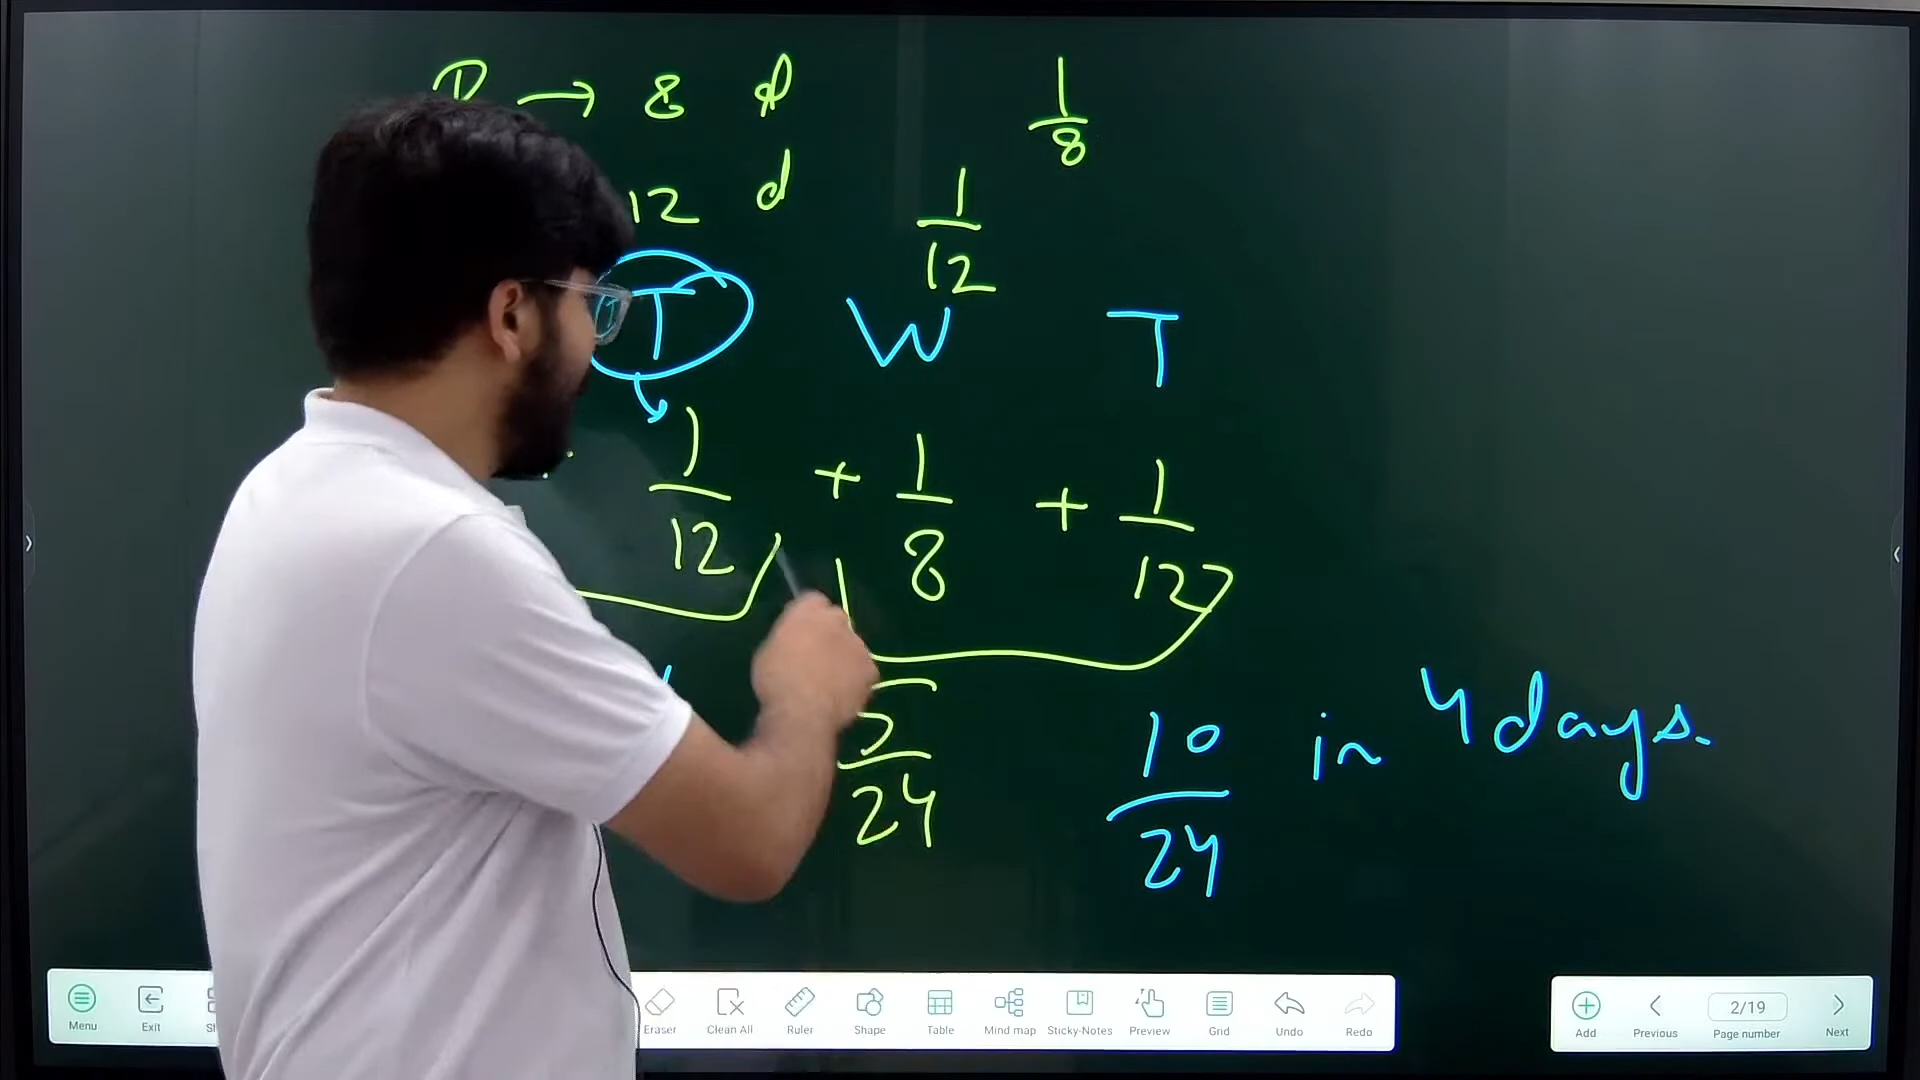 → 8 d
1/8
12 d
1/12
T W T
1/12 + 1/8 + 1/12
5/24
10/24 in 4 days.
Menu Exit Eraser Clean All Ruler Shape Table Mind map Sticky-Notes Preview Grid Undo Redo
Add Previous 2/19 Page number Next